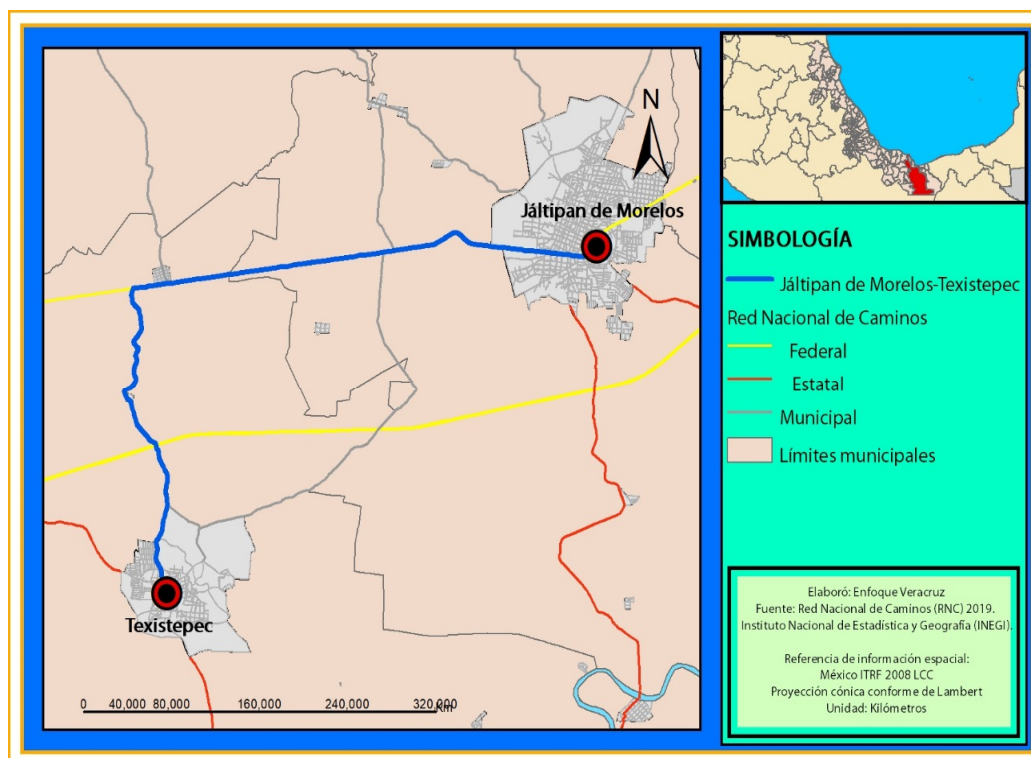 N
Jáltipan de Morelos
Texistepec
0 40,000 80,000 160,000 240,000 320,000
Km
SIMBOLOGÍA
Jáltipan de Morelos-Texistepec
Red Nacional de Caminos
Federal
Estatal
Municipal
Límites municipales
Elaboró: Enfoque Veracruz
Fuente: Red Nacional de Caminos (RNC) 2019.
Instituto Nacional de Estadística y Geografía (INEGI).
Referencia de información espacial:
México ITRF 2008 LCC
Proyección cónica conforme de Lambert
Unidad: Kilómetros